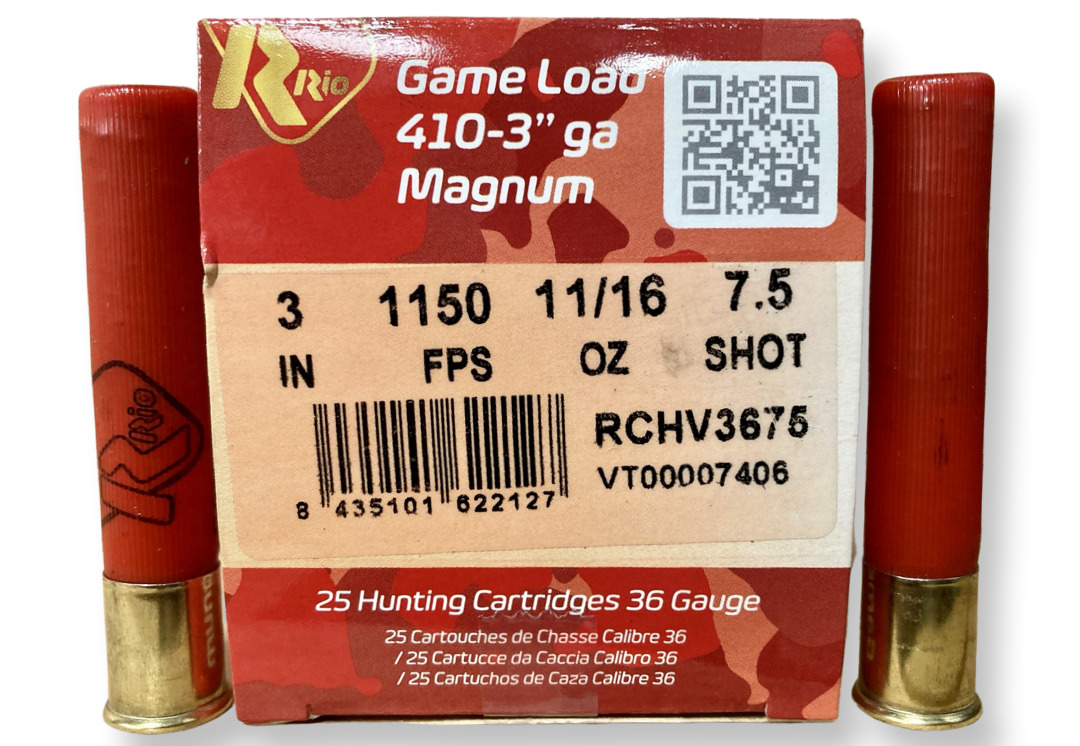 Rio
Game Load
410-3” ga
Magnum
3 1150 11/16 7.5
IN FPS OZ SHOT
RCHV3675
VT00007406
8 435101 622127
25 Hunting Cartridges 36 Gauge
25 Cartouches de Chasse Calibre 36
/ 25 Cartucce da Caccia Calibro 36
/ 25 Cartuchos de Caza Calibre 36
Rio